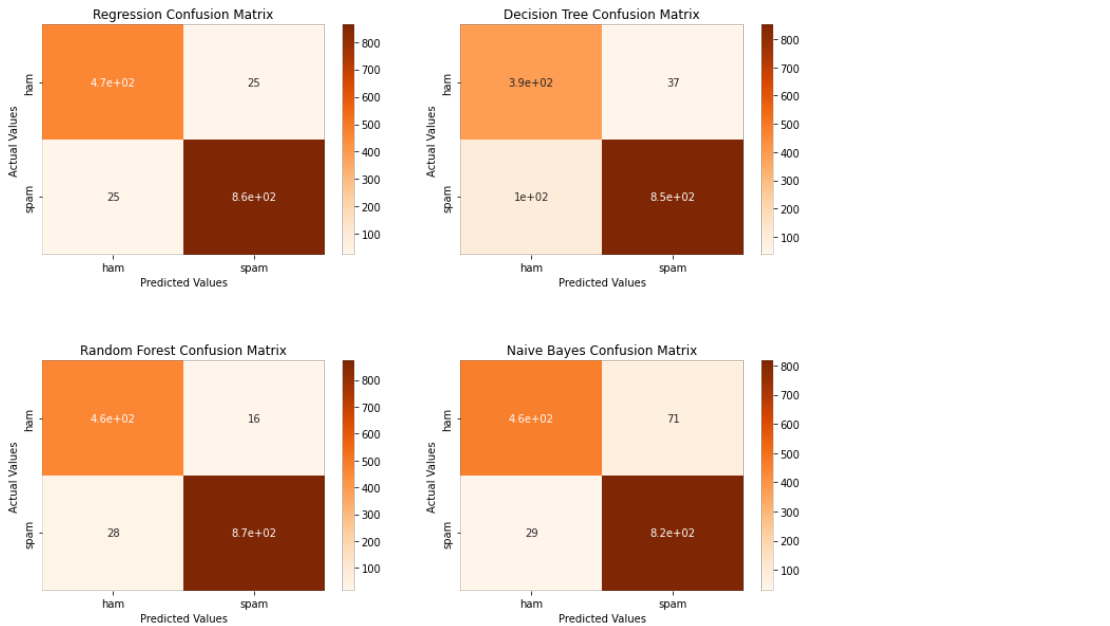 Regression Confusion Matrix
Actual Values
ham
spam
4.7e+02
25
25
8.6e+02
ham
spam
Predicted Values
800
700
600
500
400
300
200
100
Decision Tree Confusion Matrix
Actual Values
ham
spam
3.9e+02
37
1e+02
8.5e+02
ham
spam
Predicted Values
800
700
600
500
400
300
200
100
Random Forest Confusion Matrix
Actual Values
ham
spam
4.6e+02
16
28
8.7e+02
ham
spam
Predicted Values
800
700
600
500
400
300
200
100
Naive Bayes Confusion Matrix
Actual Values
ham
spam
4.6e+02
71
29
8.2e+02
ham
spam
Predicted Values
800
700
600
500
400
300
200
100